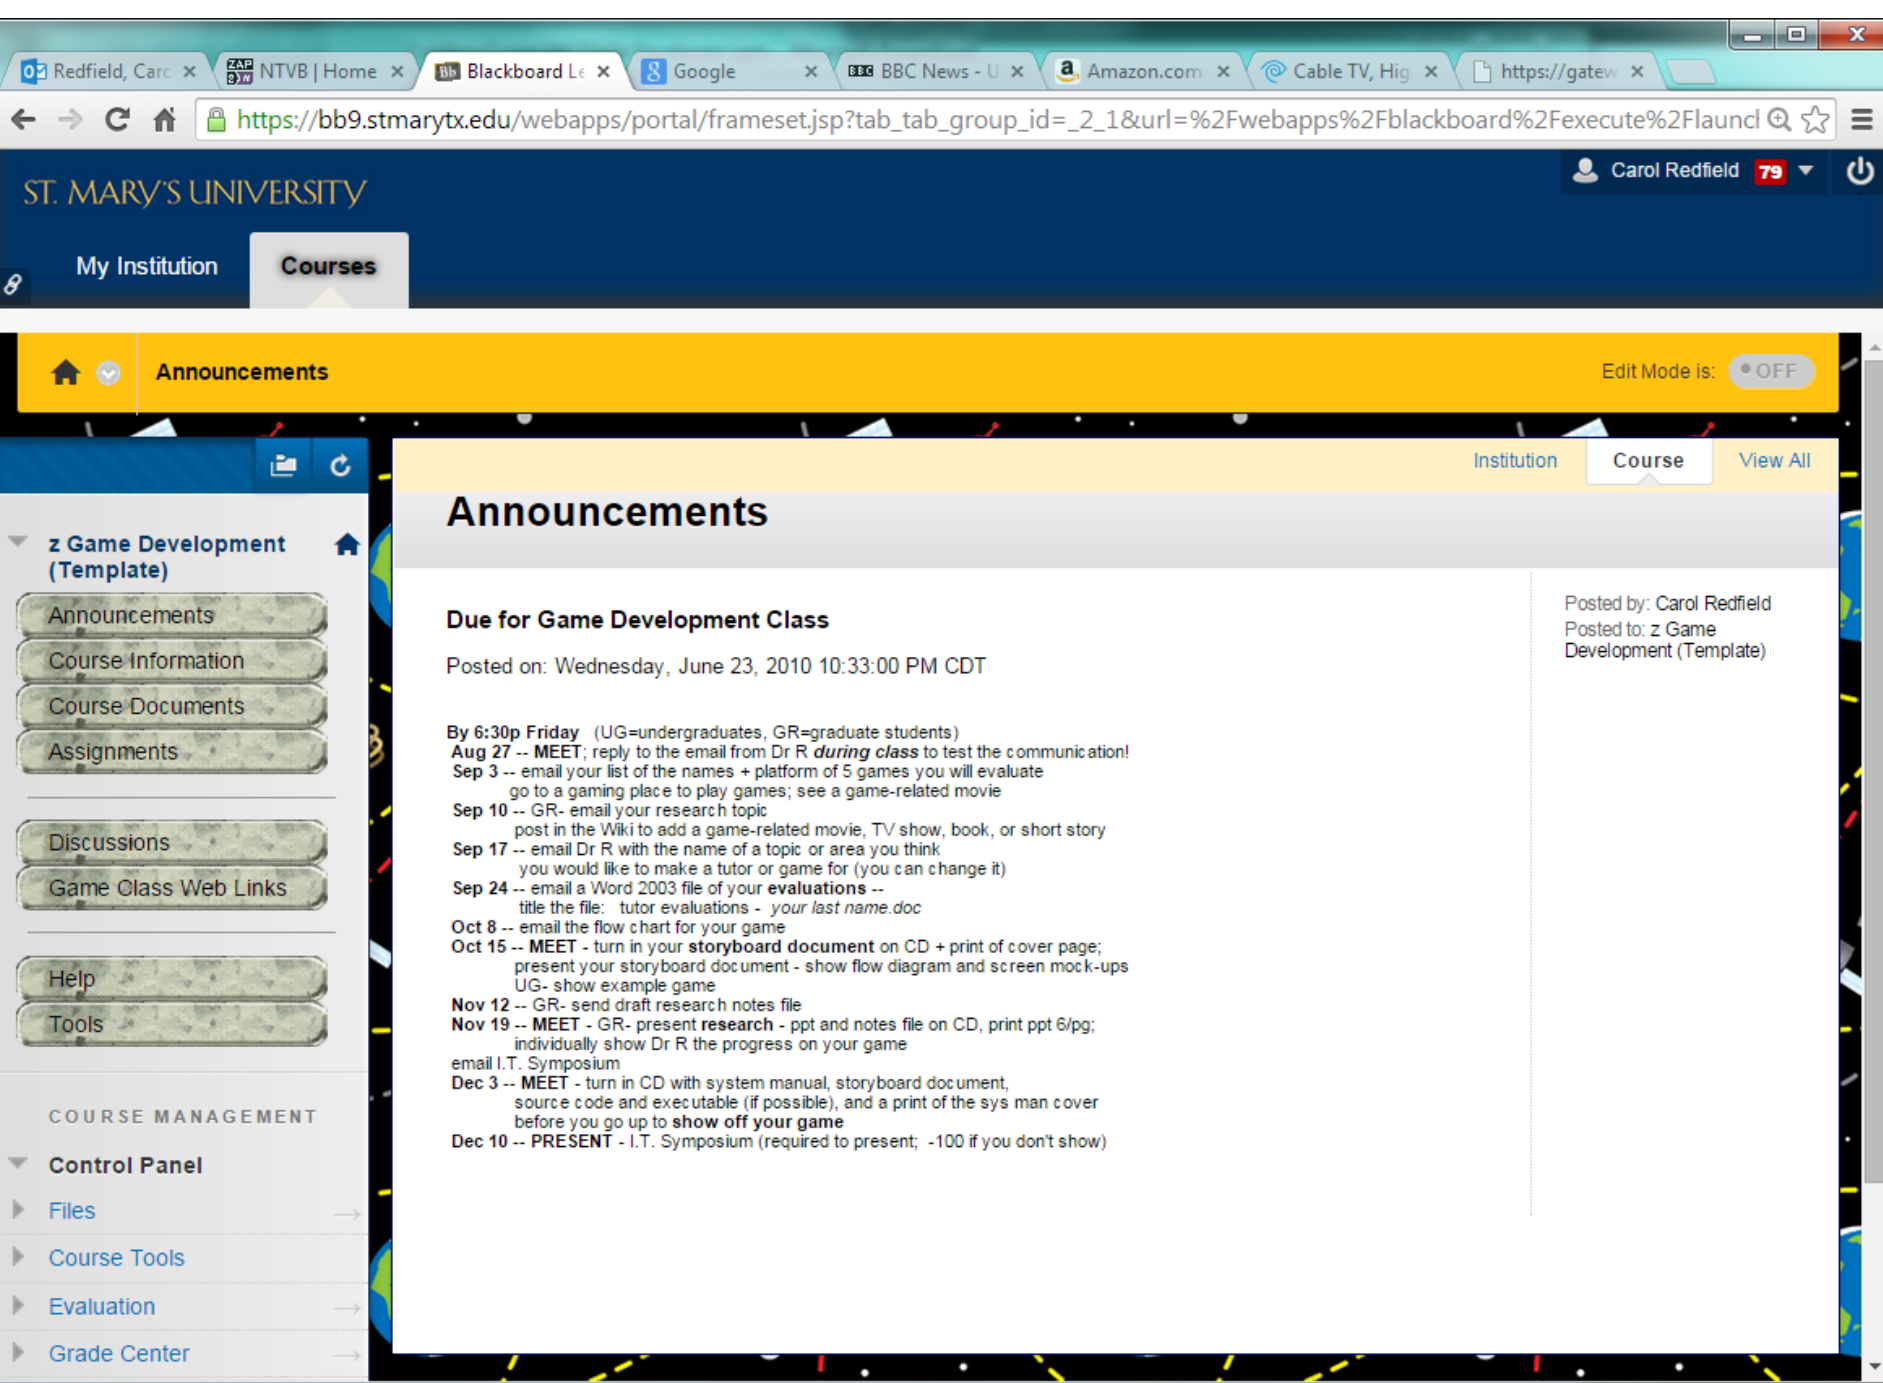 Redfield, Carc
NTVB | Home
Blackboard Le
Google
BBC News - U
Amazon.com
Cable TV, Hig
https://gatew
https://bb9.stmarytx.edu/webapps/portal/frameset.jsp?tab_tab_group_id=_2_1&url=%2Fwebapps%2Fblackboard%2Fexecute%2Flaunch
ST. MARY'S UNIVERSITY
Carol Redfield 79
My Institution
Courses
Announcements
Edit Mode is: OFF
Institution
Course
View All
Announcements
z Game Development
(Template)
Announcements
Course Information
Course Documents
Assignments
Discussions
Game Class Web Links
Help
Tools
COURSE MANAGEMENT
Control Panel
Files
Course Tools
Evaluation
Grade Center
Due for Game Development Class
Posted on: Wednesday, June 23, 2010 10:33:00 PM CDT
By 6:30p Friday (UG=undergraduates, GR=graduate students)
Aug 27 -- MEET; reply to the email from Dr R during class to test the communication!
Sep 3 -- email your list of the names + platform of 5 games you will evaluate
go to a gaming place to play games; see a game-related movie
Sep 10 -- GR- email your research topic
post in the Wiki to add a game-related movie, TV show, book, or short story
Sep 17 -- email Dr R with the name of a topic or area you think
you would like to make a tutor or game for (you can change it)
Sep 24 -- email a Word 2003 file of your evaluations --
title the file: tutor evaluations - your last name.doc
Oct 8 -- email the flow chart for your game
Oct 15 -- MEET - turn in your storyboard document on CD + print of cover page;
present your storyboard document - show flow diagram and screen mock-ups
UG- show example game
Nov 12 -- GR- send draft research notes file
Nov 19 -- MEET - GR- present research - ppt and notes file on CD, print ppt 6/pg;
individually show Dr R the progress on your game
email I.T. Symposium
Dec 3 -- MEET - turn in CD with system manual, storyboard document,
source code and executable (if possible), and a print of the sys man cover
before you go up to show off your game
Dec 10 -- PRESENT - I.T. Symposium (required to present; -100 if you don't show)
Posted by: Carol Redfield
Posted to: z Game
Development (Template)